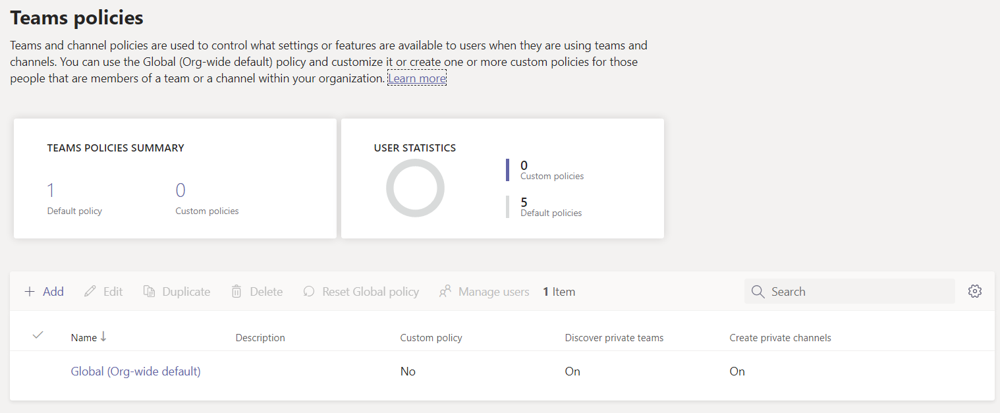 Teams policies
Teams and channel policies are used to control what settings or features are available to users when they are using teams and
channels. You can use the Global (Org-wide default) policy and customize it or create one or more custom policies for those
people that are members of a team or a channel within your organization. Learn more
TEAMS POLICIES SUMMARY
1
Default policy
0
Custom policies
USER STATISTICS
0
Custom policies
5
Default policies
Add Edit Duplicate Delete Reset Global policy Manage users 1 Item Search
Name Description Custom policy Discover private teams Create private channels
Global (Org-wide default) No On On